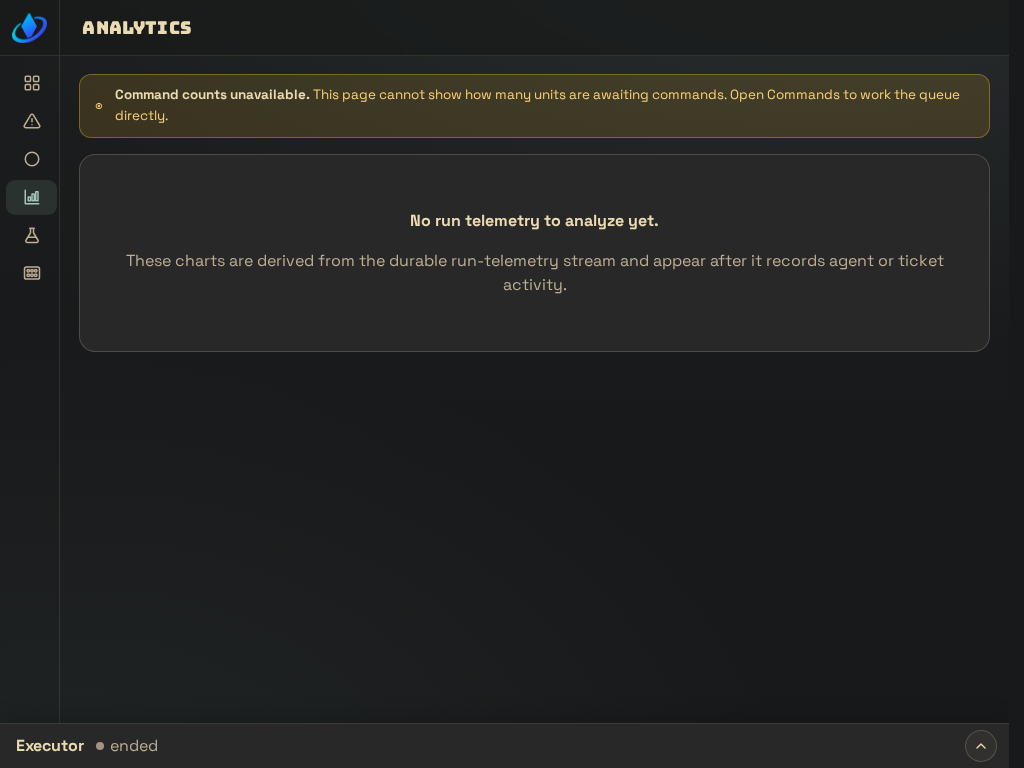 ANALYTICS
Command counts unavailable. This page cannot show how many units are awaiting commands. Open Commands to work the queue
directly.
No run telemetry to analyze yet.
These charts are derived from the durable run-telemetry stream and appear after it records agent or ticket
activity.
Executor ended